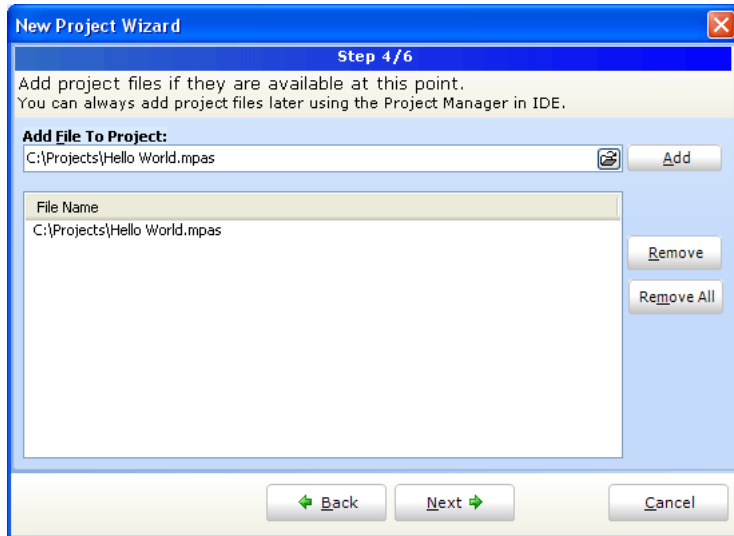 New Project Wizard
Step 4/6
Add project files if they are available at this point.
You can always add project files later using the Project Manager in IDE.
Add File To Project:
C:\Projects\Hello World.mpas
Add
File Name
C:\Projects\Hello World.mpas
Remove
Remove All
Back
Next
Cancel